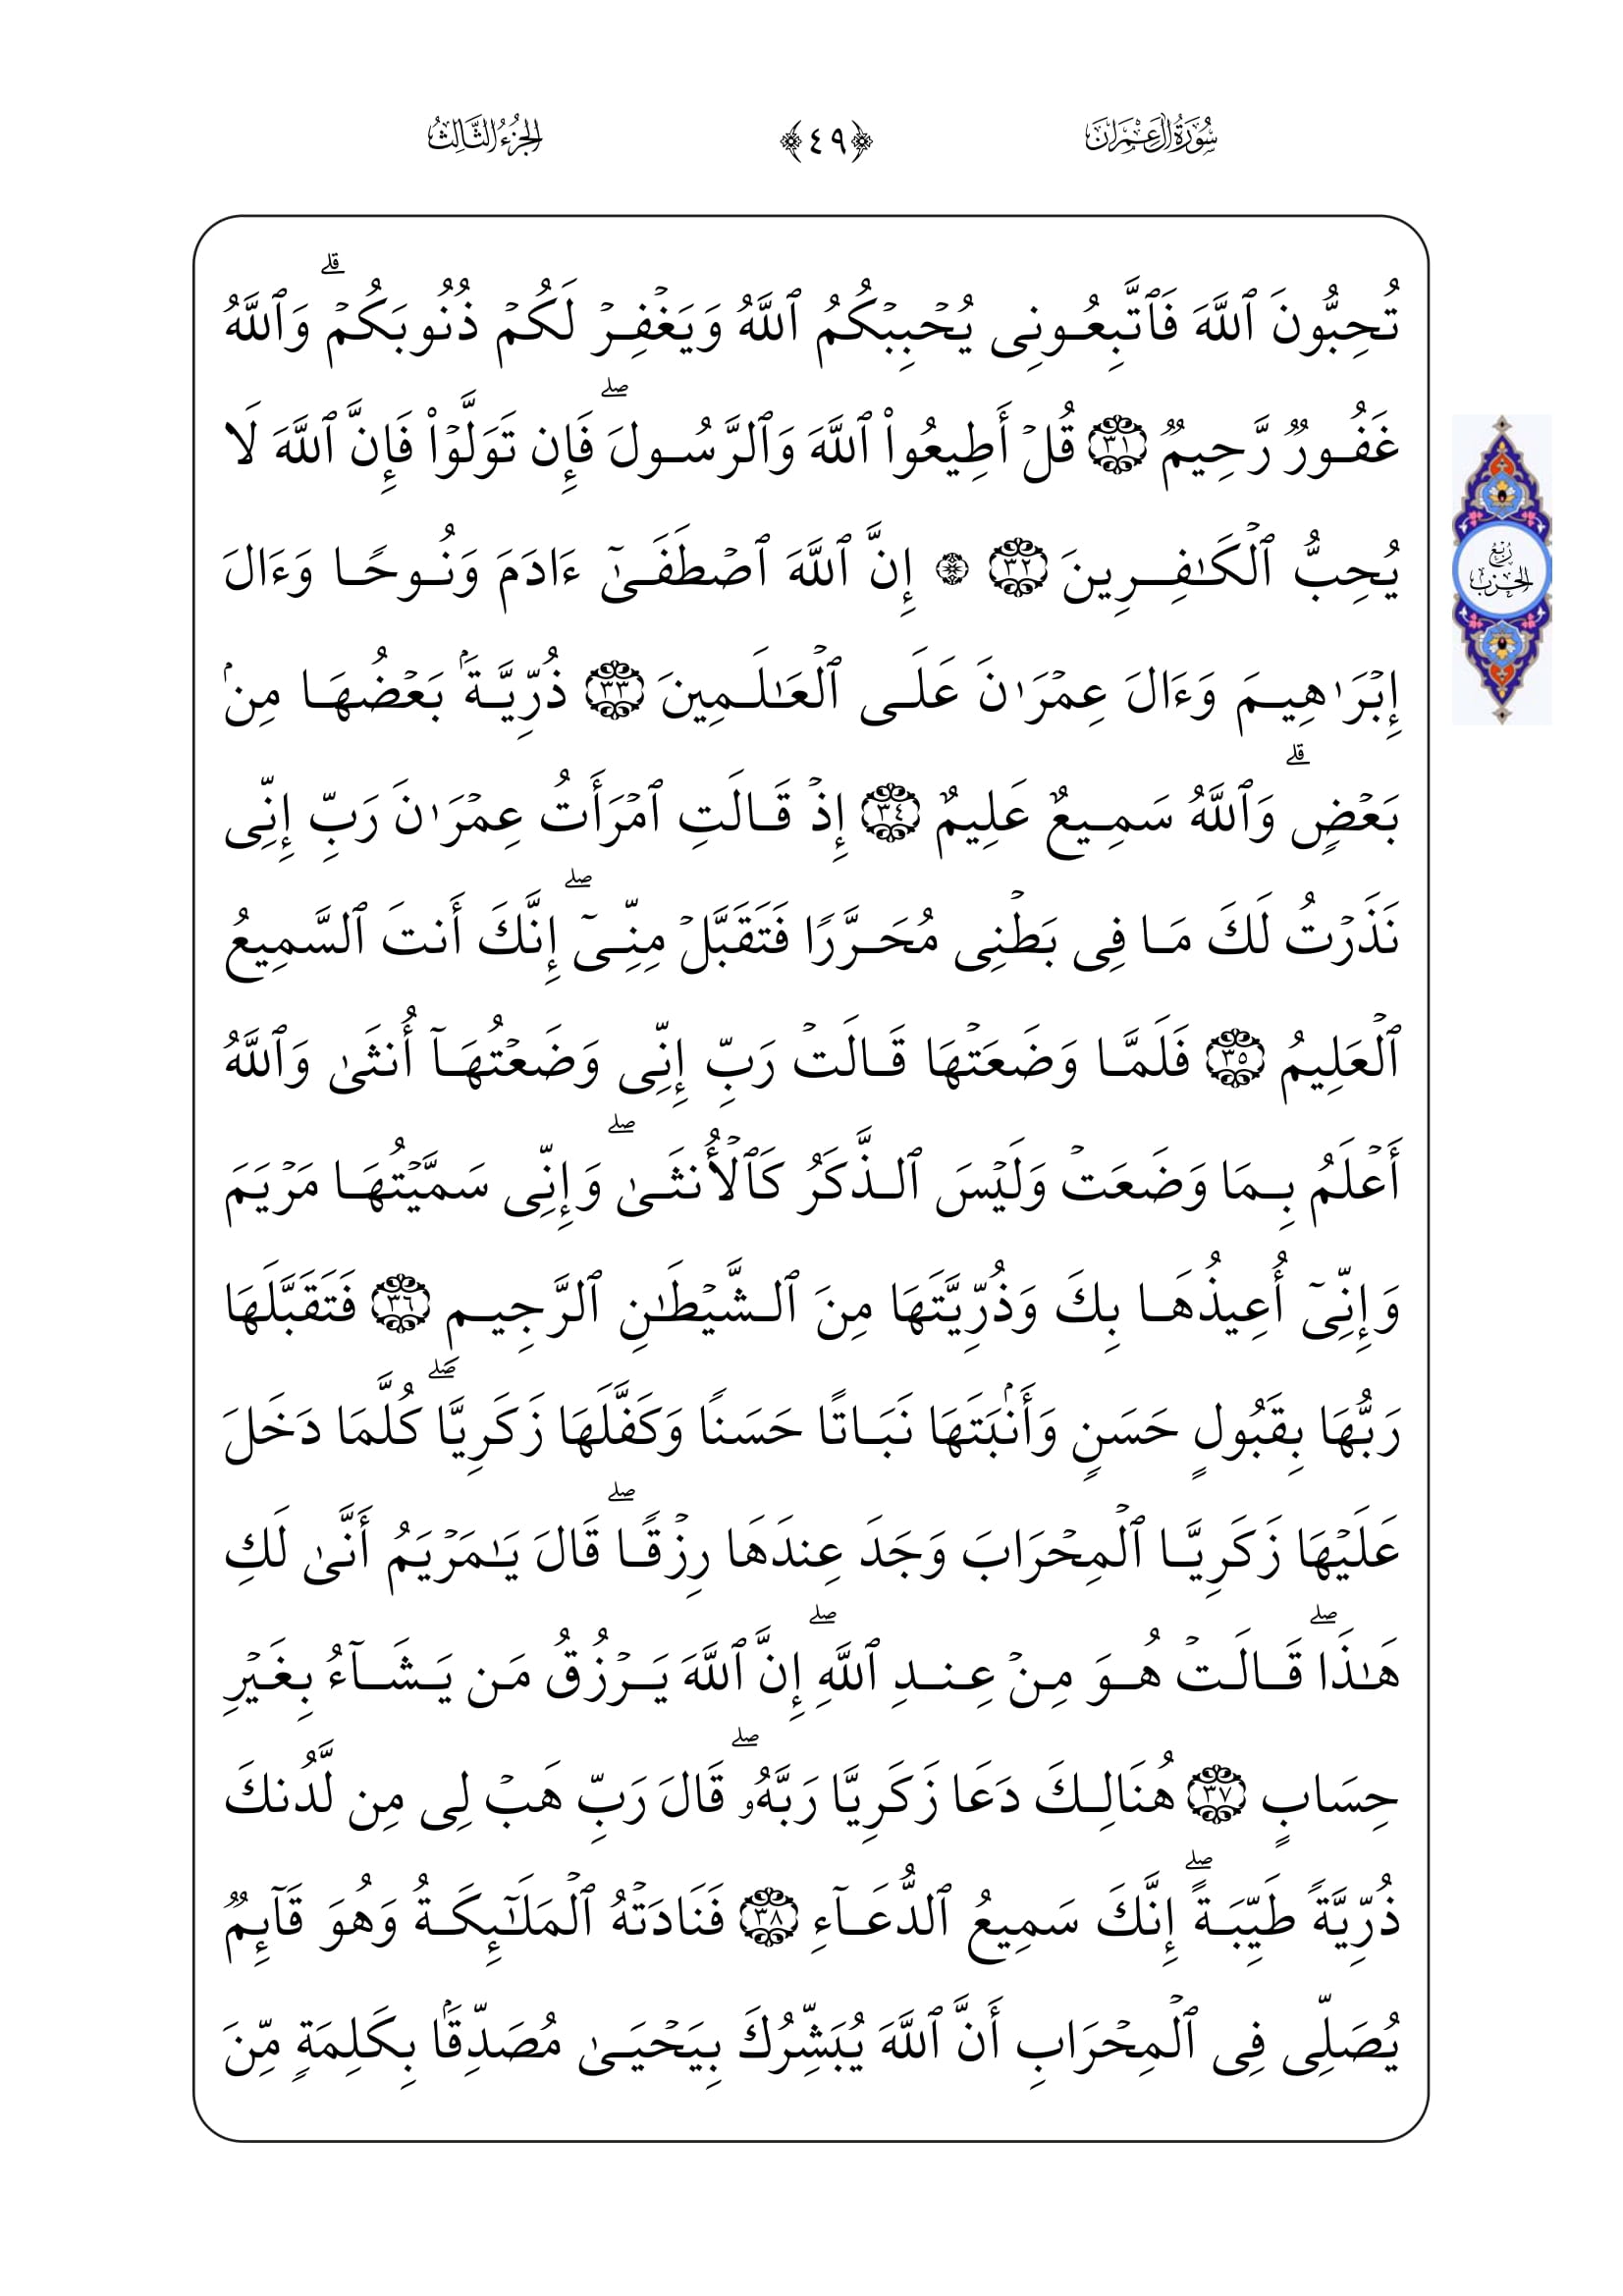 سُورَةُ آلِ عِمْرَانَ ﴿٤٩﴾ الجُزْءُ الثَّالِثُ
تُحِبُّونَ ٱللَّهَ فَٱتَّبِعُونِى يُحۡبِبۡكُمُ ٱللَّهُ وَيَغۡفِرۡ لَكُمۡ ذُنُوبَكُمۡۗ وَٱللَّهُ
غَفُورٌ رَّحِيمٌ ٣١ قُلۡ أَطِيعُواْ ٱللَّهَ وَٱلرَّسُولَۖ فَإِن تَوَلَّوۡاْ فَإِنَّ ٱللَّهَ لَا
يُحِبُّ ٱلۡكَـٰفِرِينَ ٣٢ ۞ إِنَّ ٱللَّهَ ٱصۡطَفَىٰٓ ءَادَمَ وَنُوحًا وَءَالَ
رُبْعُ
الحِزْبِ
إِبۡرَٰهِيمَ وَءَالَ عِمۡرَٰنَ عَلَى ٱلۡعَـٰلَمِينَ ٣٣ ذُرِّيَّةَۢ بَعۡضُهَا مِنۢ
بَعۡضٍۗ وَٱللَّهُ سَمِيعٌ عَلِيمٌ ٣٤ إِذۡ قَالَتِ ٱمۡرَأَتُ عِمۡرَٰنَ رَبِّ إِنِّى
نَذَرۡتُ لَكَ مَا فِى بَطۡنِى مُحَرَّرًا فَتَقَبَّلۡ مِنِّىٓۖ إِنَّكَ أَنتَ ٱلسَّمِيعُ
ٱلۡعَلِيمُ ٣٥ فَلَمَّا وَضَعَتۡهَا قَالَتۡ رَبِّ إِنِّى وَضَعۡتُهَآ أُنثَىٰ وَٱللَّهُ
أَعۡلَمُ بِمَا وَضَعَتۡ وَلَيۡسَ ٱلذَّكَرُ كَٱلۡأُنثَىٰۖ وَإِنِّى سَمَّيۡتُهَا مَرۡيَمَ
وَإِنِّىٓ أُعِيذُهَا بِكَ وَذُرِّيَّتَهَا مِنَ ٱلشَّيۡطَـٰنِ ٱلرَّجِيمِ ٣٦ فَتَقَبَّلَهَا
رَبُّهَا بِقَبُولٍ حَسَنٍ وَأَنۢبَتَهَا نَبَاتًا حَسَنًا وَكَفَّلَهَا زَكَرِيَّاۖ كُلَّمَا دَخَلَ
عَلَيۡهَا زَكَرِيَّا ٱلۡمِحۡرَابَ وَجَدَ عِندَهَا رِزۡقًاۖ قَالَ يَـٰمَرۡيَمُ أَنَّىٰ لَكِ
هَـٰذَاۖ قَالَتۡ هُوَ مِنۡ عِندِ ٱللَّهِۖ إِنَّ ٱللَّهَ يَرۡزُقُ مَن يَشَآءُ بِغَيۡرِ
حِسَابٍ ٣٧ هُنَالِكَ دَعَا زَكَرِيَّا رَبَّهُۥۖ قَالَ رَبِّ هَبۡ لِى مِن لَّدُنكَ
ذُرِّيَّةً طَيِّبَةًۖ إِنَّكَ سَمِيعُ ٱلدُّعَآءِ ٣٨ فَنَادَتۡهُ ٱلۡمَلَـٰٓئِكَةُ وَهُوَ قَآئِمٌ
يُصَلِّى فِى ٱلۡمِحۡرَابِ أَنَّ ٱللَّهَ يُبَشِّرُكَ بِيَحۡيَىٰ مُصَدِّقَۢا بِكَلِمَةٍ مِّنَ